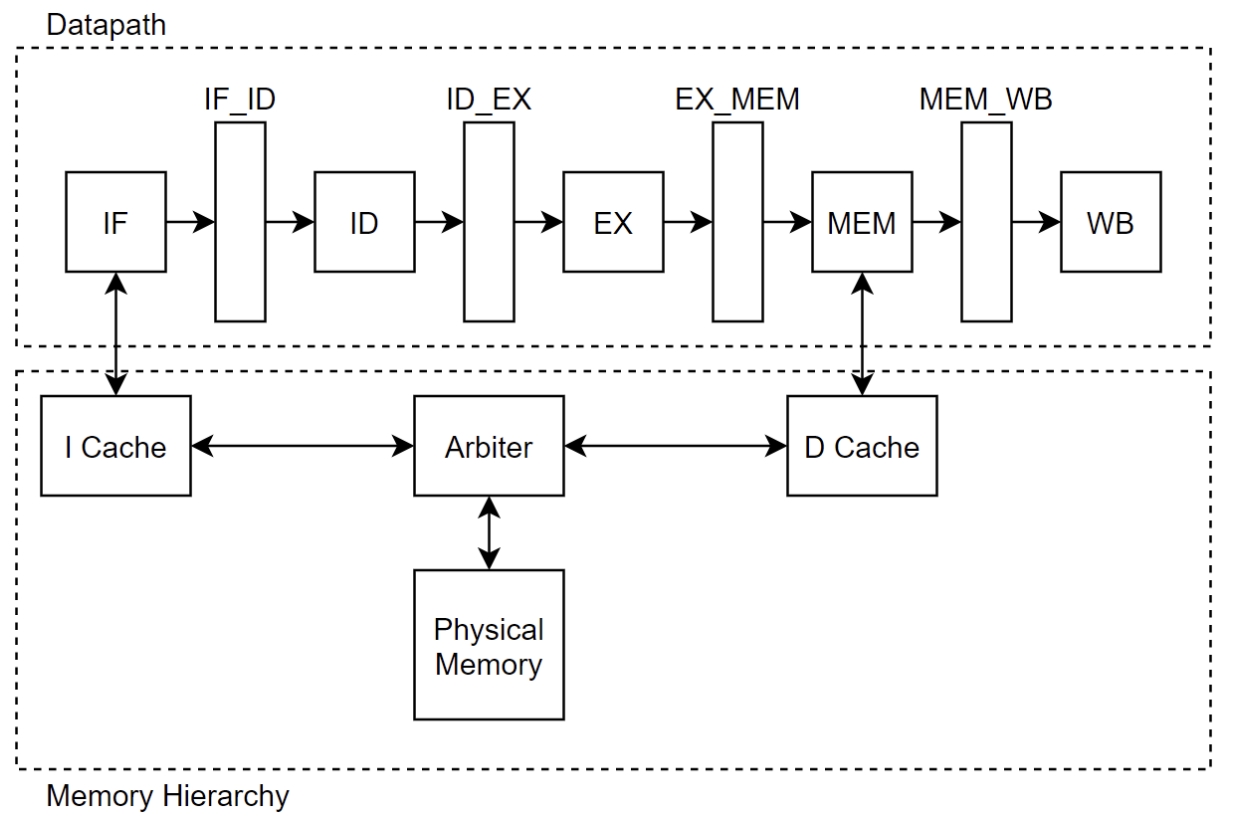 Datapath
IF_ID
ID_EX
EX_MEM
MEM_WB
IF
ID
EX
MEM
WB
I Cache
Arbiter
D Cache
Physical
Memory
Memory Hierarchy